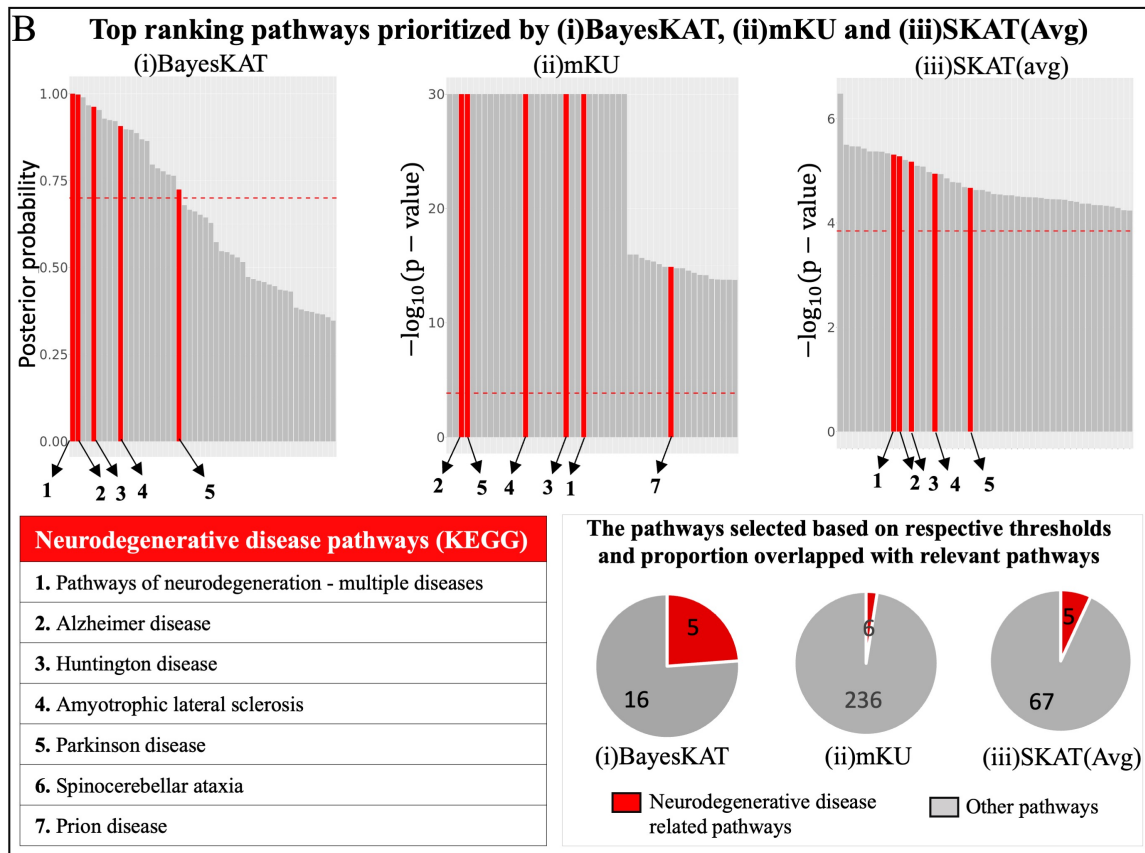 B
Top ranking pathways prioritized by (i)BayesKAT, (ii)mKU and (iii)SKAT(Avg)
(i)BayesKAT
Posterior probability
1.00
0.75
0.50
0.25
0.00
1 2 3 4 5
(ii)mKU
−log₁₀(p − value)
30
20
10
0
2 5 4 3 1 7
(iii)SKAT(avg)
−log₁₀(p − value)
6
4
2
0
1 2 3 4 5
Neurodegenerative disease pathways (KEGG)
1. Pathways of neurodegeneration - multiple diseases
2. Alzheimer disease
3. Huntington disease
4. Amyotrophic lateral sclerosis
5. Parkinson disease
6. Spinocerebellar ataxia
7. Prion disease
The pathways selected based on respective thresholds
and proportion overlapped with relevant pathways
5
16
(i)BayesKAT
6
236
(ii)mKU
5
67
(iii)SKAT(Avg)
Neurodegenerative disease
related pathways
Other pathways